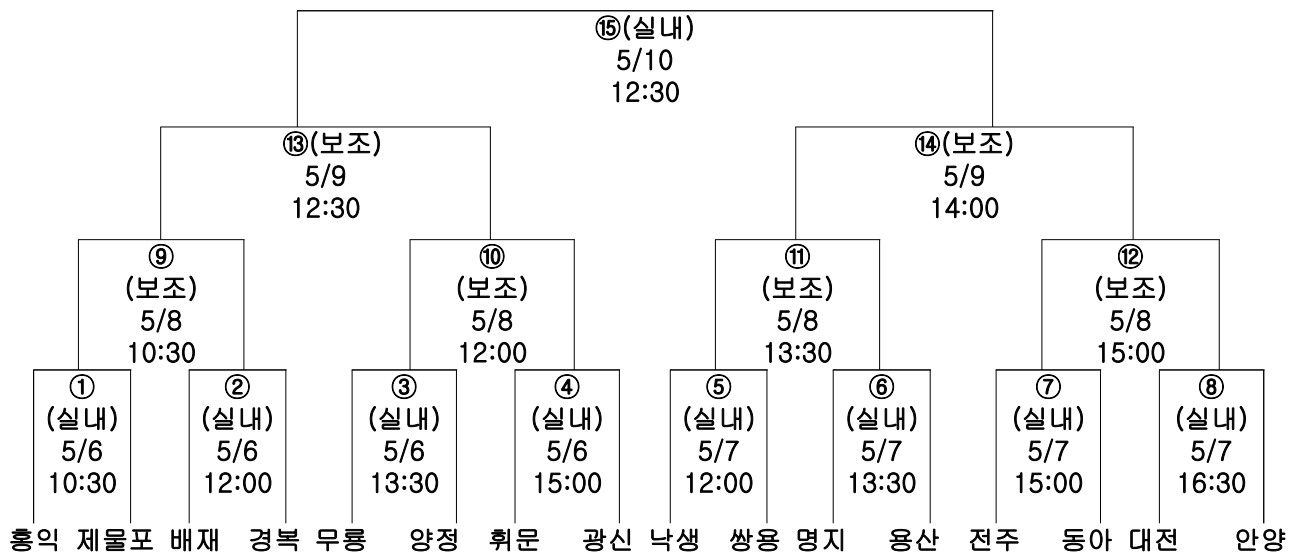 ⑮(실내)
5/10
12:30
⑬(보조)
5/9
12:30
⑭(보조)
5/9
14:00
⑨
(보조)
5/8
10:30
⑩
(보조)
5/8
12:00
⑪
(보조)
5/8
13:30
⑫
(보조)
5/8
15:00
①
(실내)
5/6
10:30
②
(실내)
5/6
12:00
③
(실내)
5/6
13:30
④
(실내)
5/6
15:00
⑤
(실내)
5/7
12:00
⑥
(실내)
5/7
13:30
⑦
(실내)
5/7
15:00
⑧
(실내)
5/7
16:30
홍익 제물포 배재 경복 무룡 양정 휘문 광신 낙생 쌍용 명지 용산 전주 동아 대전 안양